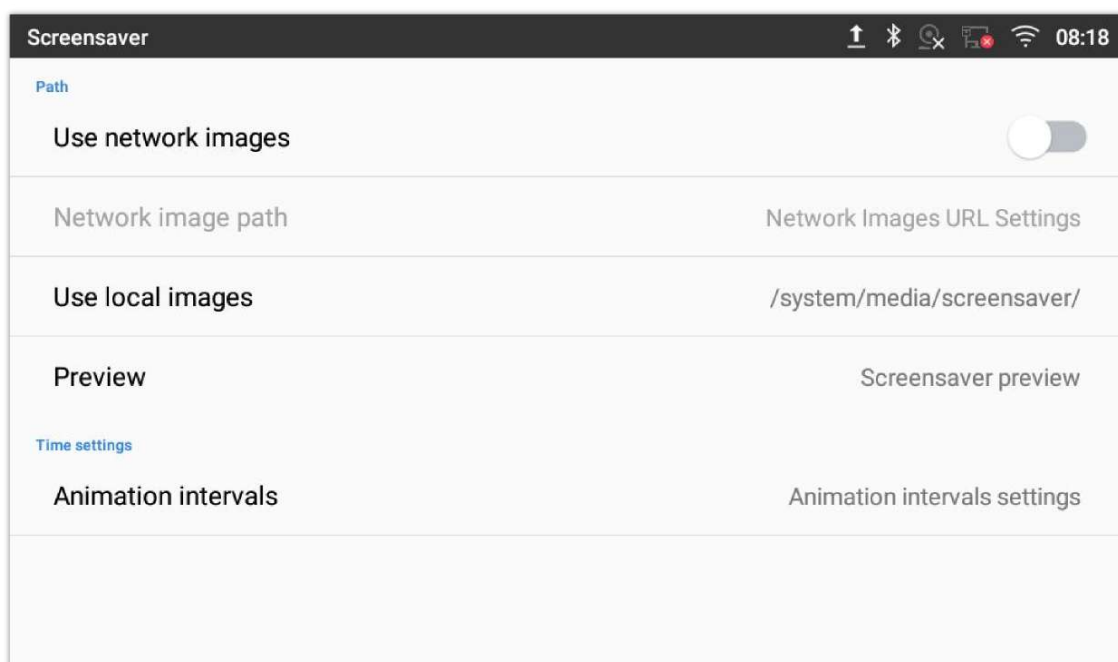 Screensaver 08:18
Path
Use network images
Network image path Network Images URL Settings
Use local images /system/media/screensaver/
Preview Screensaver preview
Time settings
Animation intervals Animation intervals settings